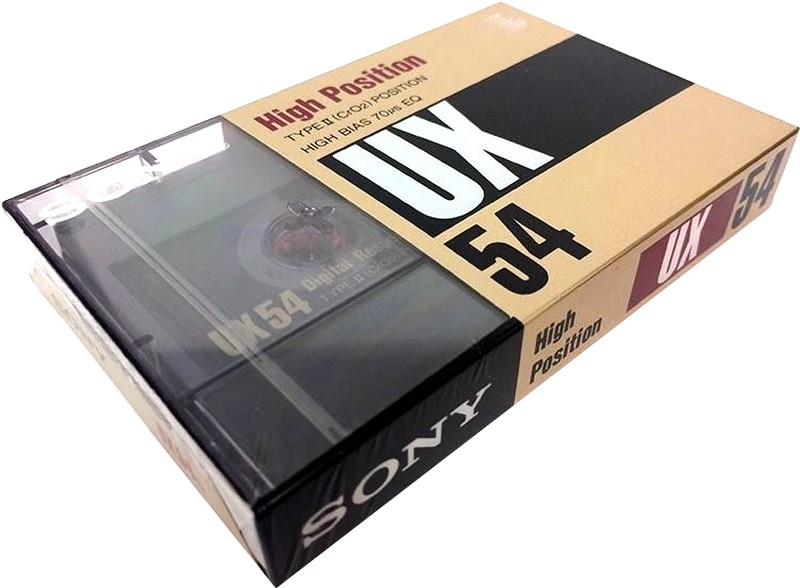 High Position
TYPE II (CrO2) POSITION
HIGH BIAS 70μs EQ
UX
54
UX 54 Digital
TYPE II (CrO2)
High
Position
UX
54
SONY